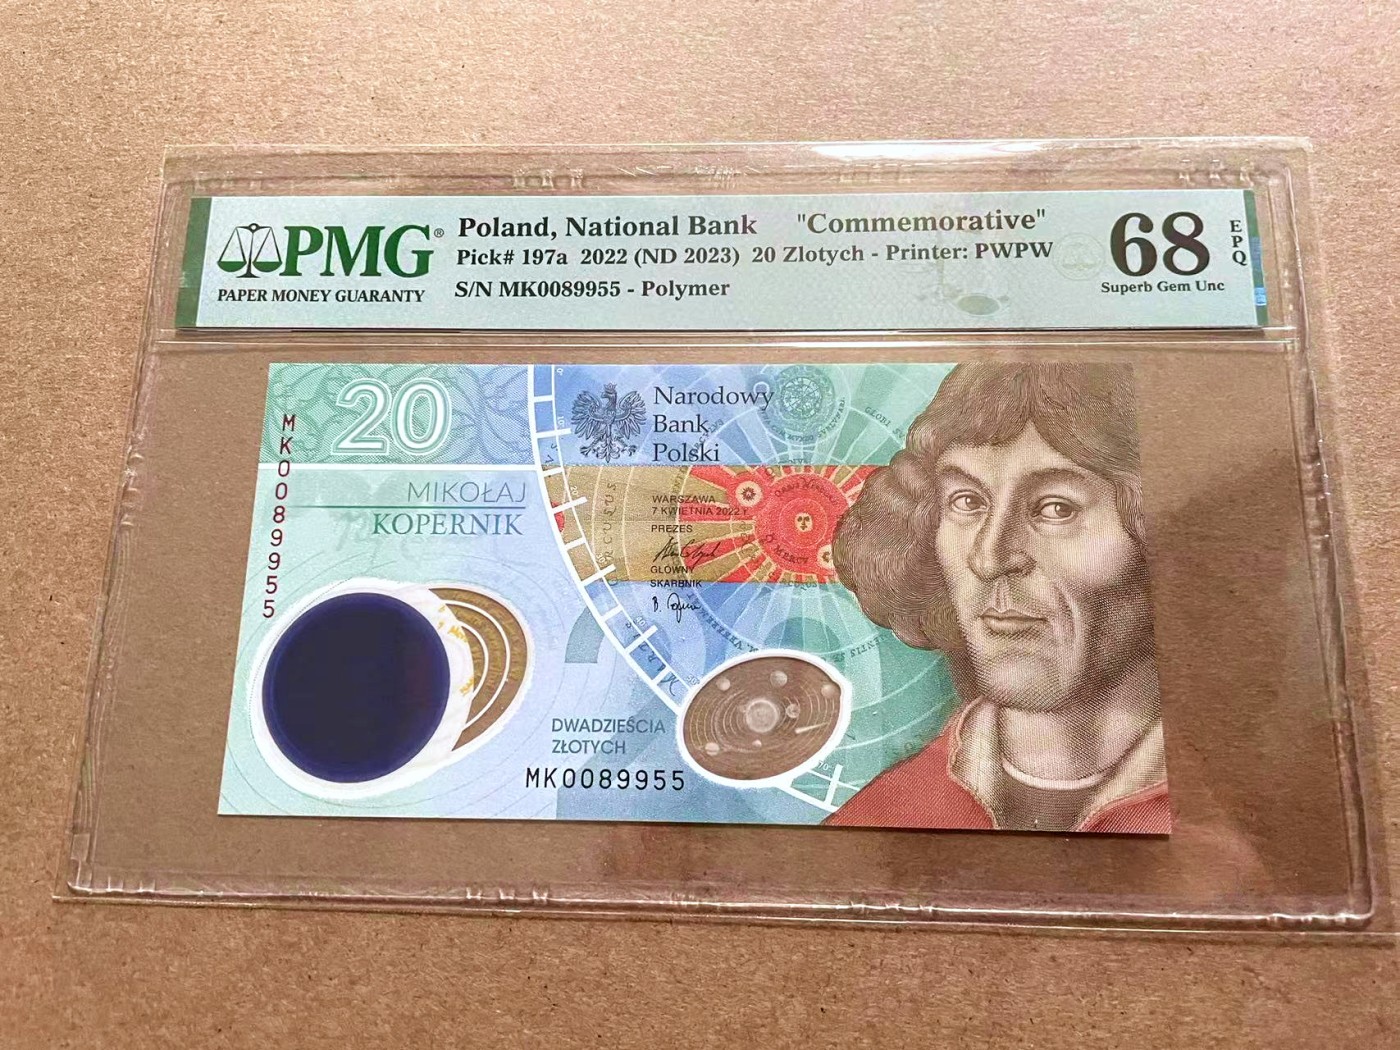 PMG®
PAPER MONEY GUARANTY
Poland, National Bank "Commemorative"
Pick# 197a 2022 (ND 2023) 20 Zlotych - Printer: PWPW
S/N MK0089955 - Polymer
68
EPQ
Superb Gem Unc
20
MK0089955
MIKOŁAJ
KOPERNIK
Narodowy
Bank
Polski
WARSZAWA
7 KWIETNIA 2022 r.
PREZES
GŁÓWNY
SKARBNIK
DWADZIEŚCIA
ZŁOTYCH
MK0089955